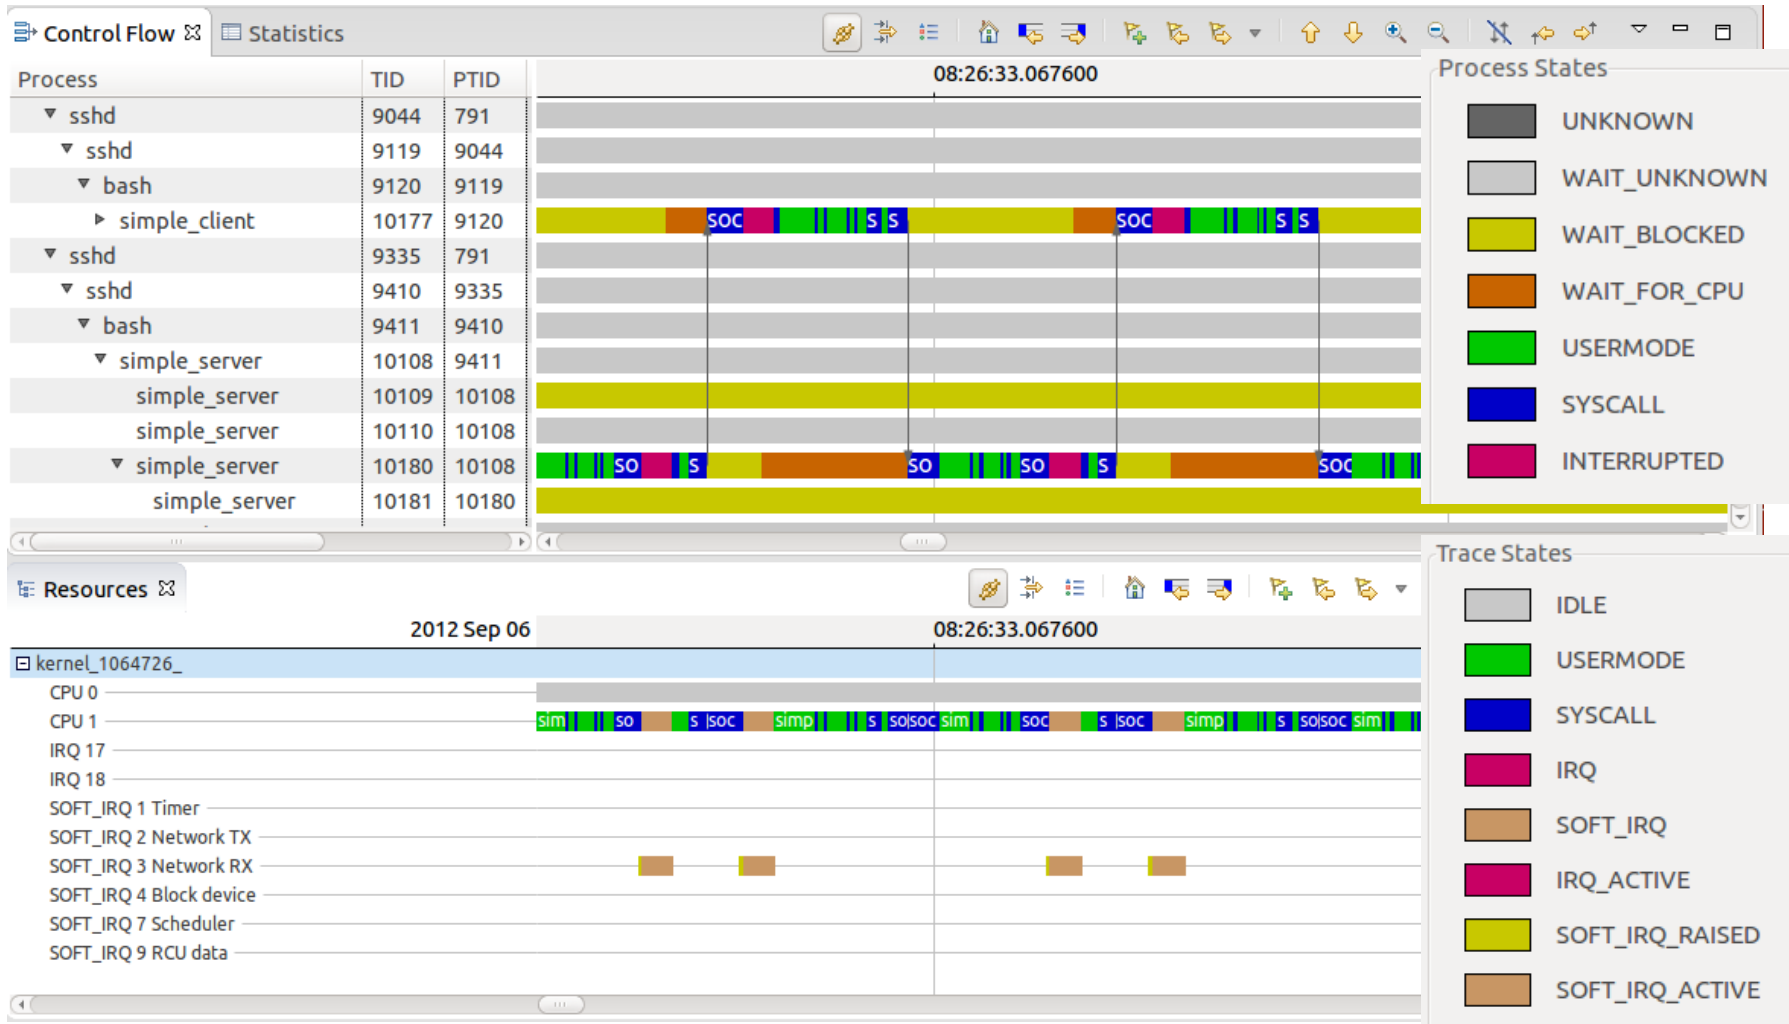 Control Flow Statistics
Process TID PTID 08:26:33.067600 Process States
sshd 9044 791 UNKNOWN
sshd 9119 9044
bash 9120 9119 WAIT_UNKNOWN
simple_client 10177 9120 soc s s soc s s WAIT_BLOCKED
sshd 9335 791
sshd 9410 9335 WAIT_FOR_CPU
bash 9411 9410
simple_server 10108 9411 USERMODE
simple_server 10109 10108 SYSCALL
simple_server 10110 10108
simple_server 10180 10108 so s so so s soc INTERRUPTED
simple_server 10181 10180
Trace States
Resources IDLE
2012 Sep 06 08:26:33.067600
kernel_1064726_ USERMODE
CPU 0
CPU 1 sim so s soc simp s so soc sim soc s soc simp s so soc sim SYSCALL
IRQ 17
IRQ 18 IRQ
SOFT_IRQ 1 Timer
SOFT_IRQ 2 Network TX SOFT_IRQ
SOFT_IRQ 3 Network RX
SOFT_IRQ 4 Block device IRQ_ACTIVE
SOFT_IRQ 7 Scheduler SOFT_IRQ_RAISED
SOFT_IRQ 9 RCU data
SOFT_IRQ_ACTIVE